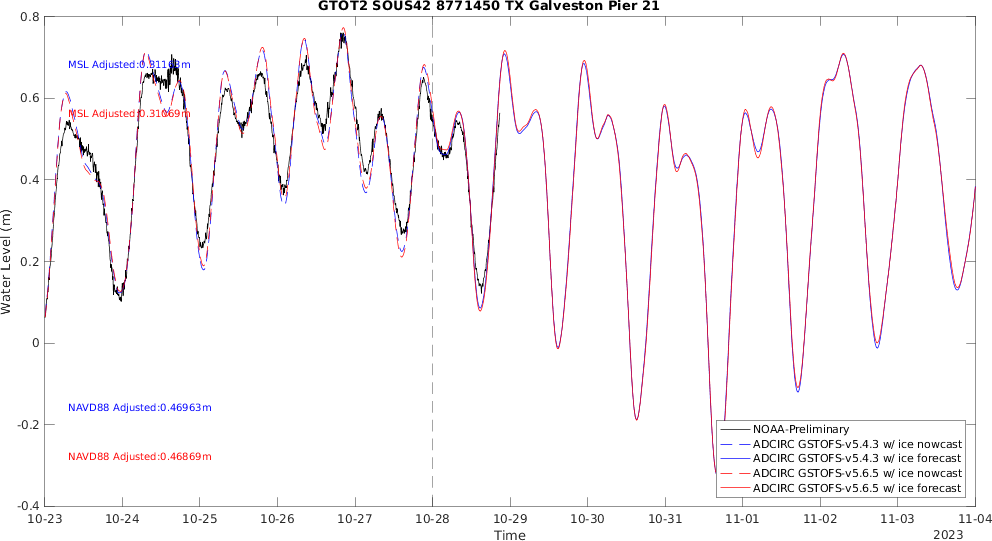 GTOT2 SOUS42 8771450 TX Galveston Pier 21
Water Level (m)
0.8
0.6
0.4
0.2
0
-0.2
-0.4
MSL Adjusted:
MSL Adjusted:0.31069m
NAVD88 Adjusted:0.46963m
NAVD88 Adjusted:0.46869m
NOAA-Preliminary
ADCIRC GSTOFS-v5.4.3 w/ ice nowcast
ADCIRC GSTOFS-v5.4.3 w/ ice forecast
ADCIRC GSTOFS-v5.6.5 w/ ice nowcast
ADCIRC GSTOFS-v5.6.5 w/ ice forecast
10-23 10-24 10-25 10-26 10-27 10-28 10-29 10-30 10-31 11-01 11-02 11-03 11-04
Time
2023